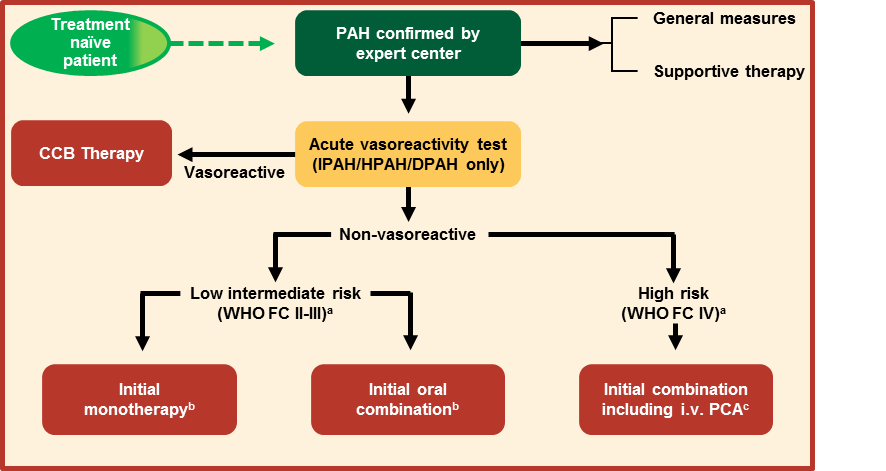 Treatment
naïve
patient
PAH confirmed by
expert center
General measures
Supportive therapy
CCB Therapy
Vasoreactive
Acute vasoreactivity test
(IPAH/HPAH/DPAH only)
Non-vasoreactive
Low intermediate risk
(WHO FC II-III)ᵃ
High risk
(WHO FC IV)ᵃ
Initial
monotherapyᵇ
Initial oral
combinationᵇ
Initial combination
including i.v. PCAᶜ